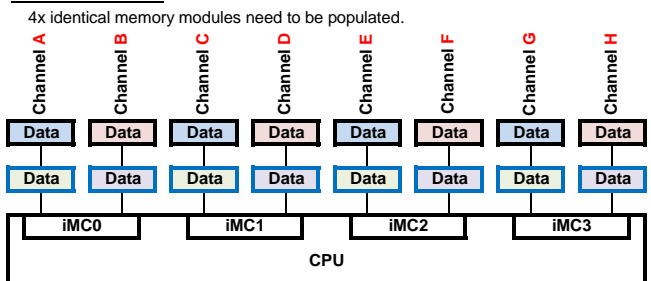 4x identical memory modules need to be populated.
Channel A Channel B Channel C Channel D Channel E Channel F Channel G Channel H
Data Data Data Data Data Data Data Data
Data Data Data Data Data Data Data Data
iMC0 iMC1 iMC2 iMC3
CPU